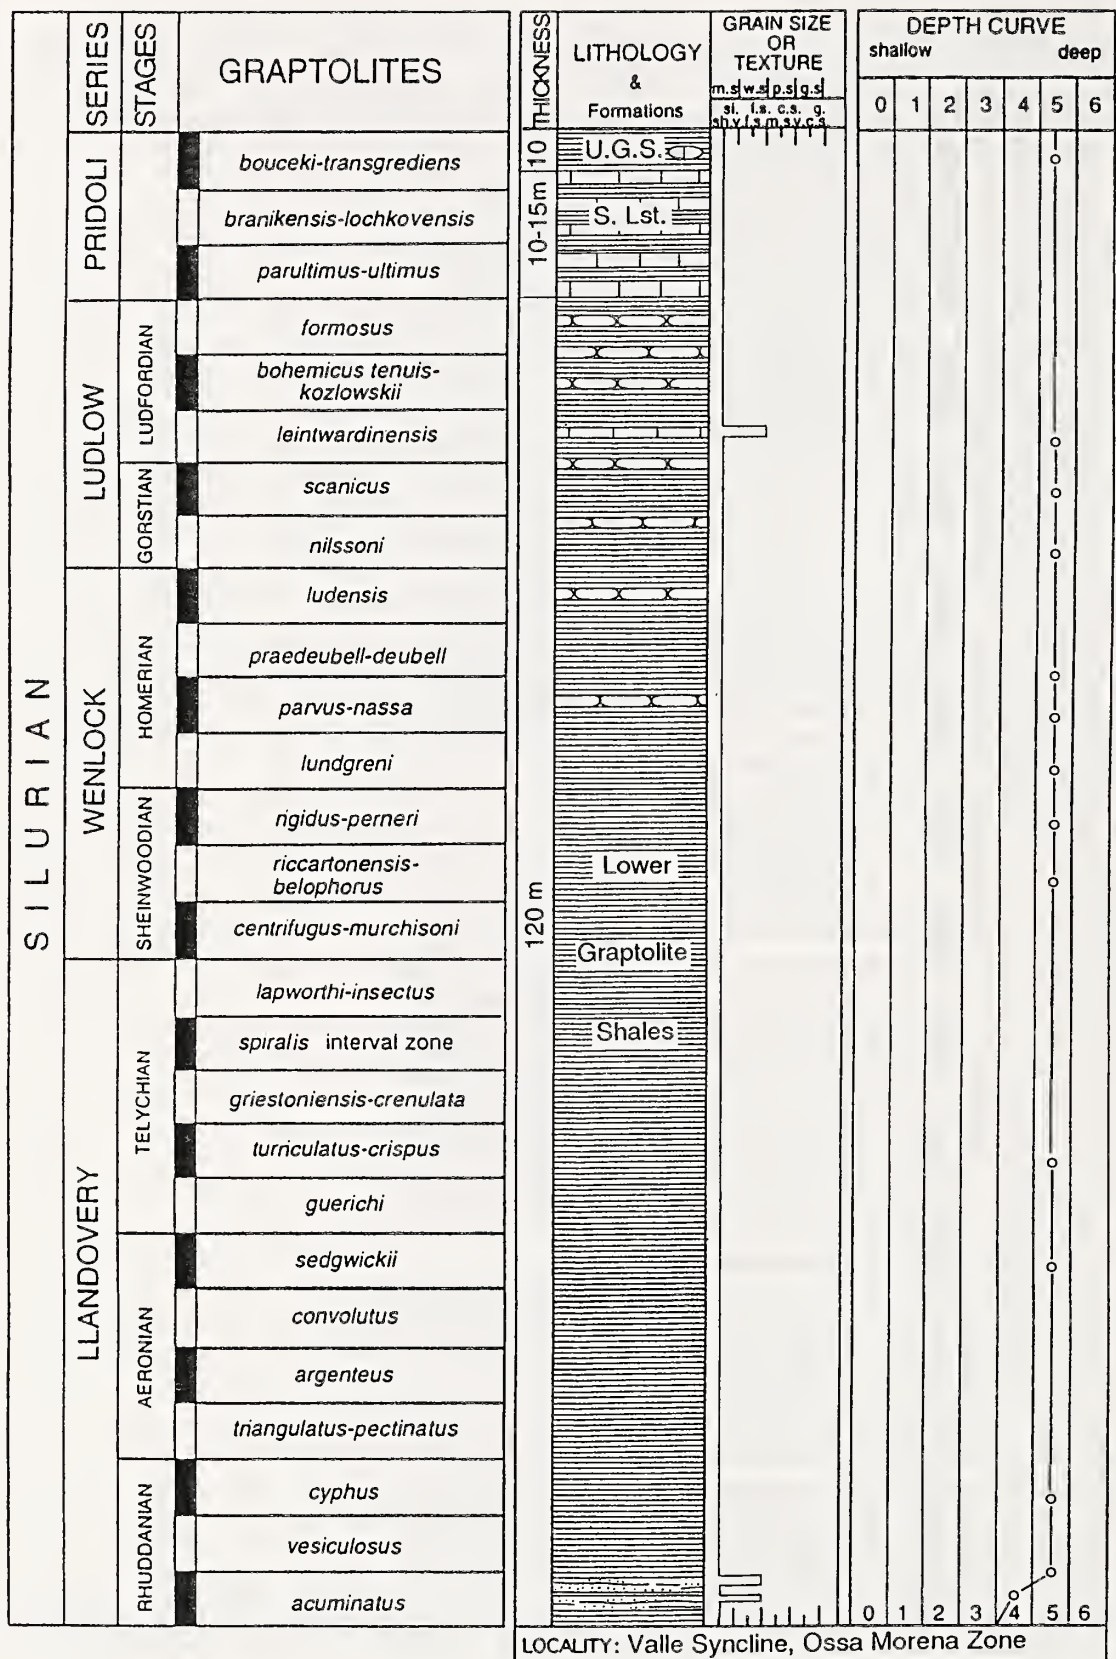 SERIES
STAGES
GRAPTOLITES
THICKNESS
LITHOLOGY
&
Formations
GRAIN SIZE
OR
TEXTURE
m.s w.s p.s g.s
si. f.s. c.s. g.
sh.v.f.s.m.s.v.c.s.
DEPTH CURVE
shallow deep
0 1 2 3 4 5 6
SILURIAN
PRIDOLI
bouceki-transgrediens
branikensis-lochkovensis
parultimus-ultimus
LUDLOW
LUDFORDIAN
formosus
bohemicus tenuis-
kozlowskii
leintwardinensis
GORSTIAN
scanicus
nilssoni
WENLOCK
HOMERIAN
ludensis
praedeubell-deubell
parvus-nassa
lundgreni
SHEINWOODIAN
rigidus-perneri
riccartonensis-
belophorus
centrifugus-murchisoni
LLANDOVERY
TELYCHIAN
lapworthi-insectus
spiralis interval zone
griestoniensis-crenulata
turriculatus-crispus
guerichi
AERONIAN
sedgwickii
convolutus
argenteus
triangulatus-pectinatus
RHUDDANIAN
cyphus
vesiculosus
acuminatus
10
10-15m
120 m
U.G.S.
S. Lst.
Lower
Graptolite
Shales
0 1 2 3 4 5 6
LOCALITY: Valle Syncline, Ossa Morena Zone